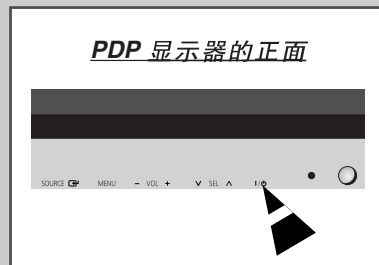 PDP 显示器的正面
SOURCE MENU - VOL + ∨ SEL ∧ I/⏻